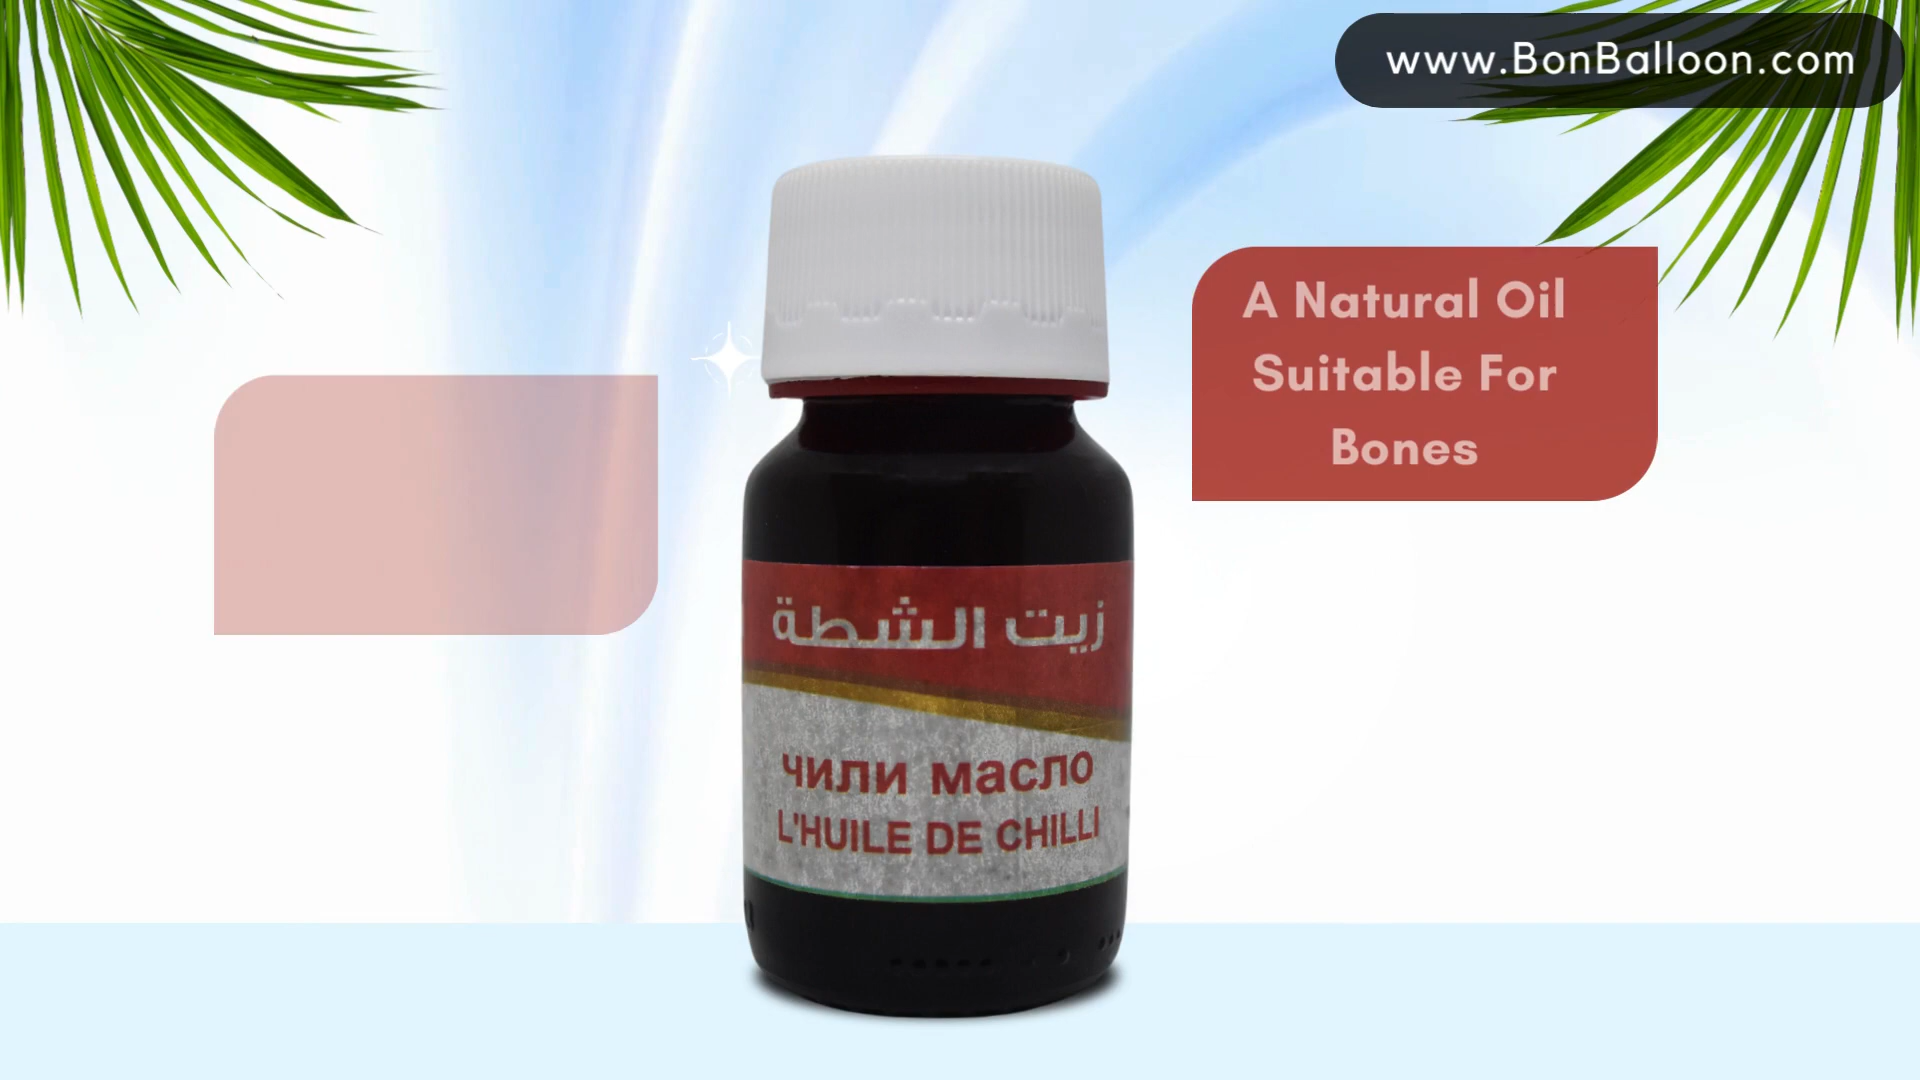 www.BonBalloon.com
A Natural Oil
Suitable For
Bones
زيت الشطة
чили масло
L'HUILE DE CHILLI